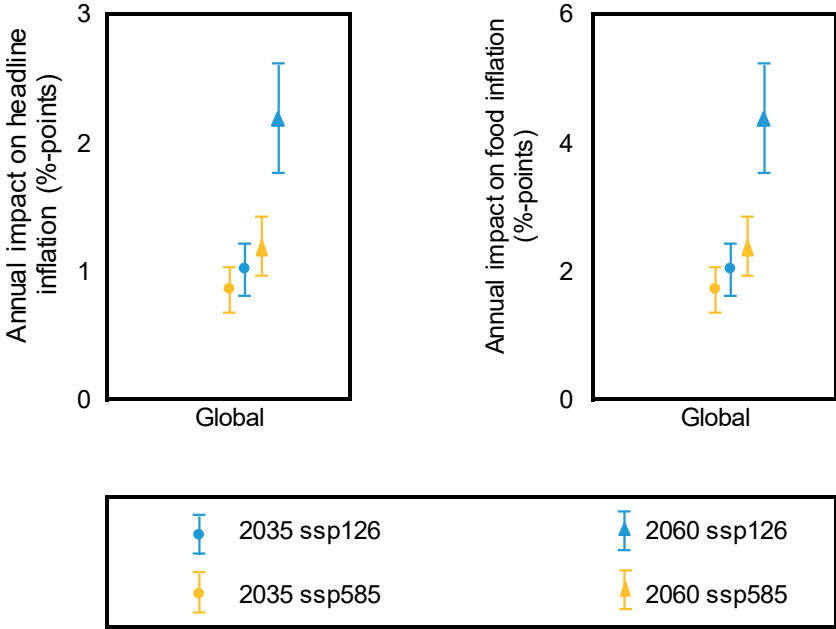 Annual impact on headline
inflation (%-points)
3
2
1
0
Global
Annual impact on food inflation
(%-points)
6
4
2
0
Global
2035 ssp126
2060 ssp126
2035 ssp585
2060 ssp585